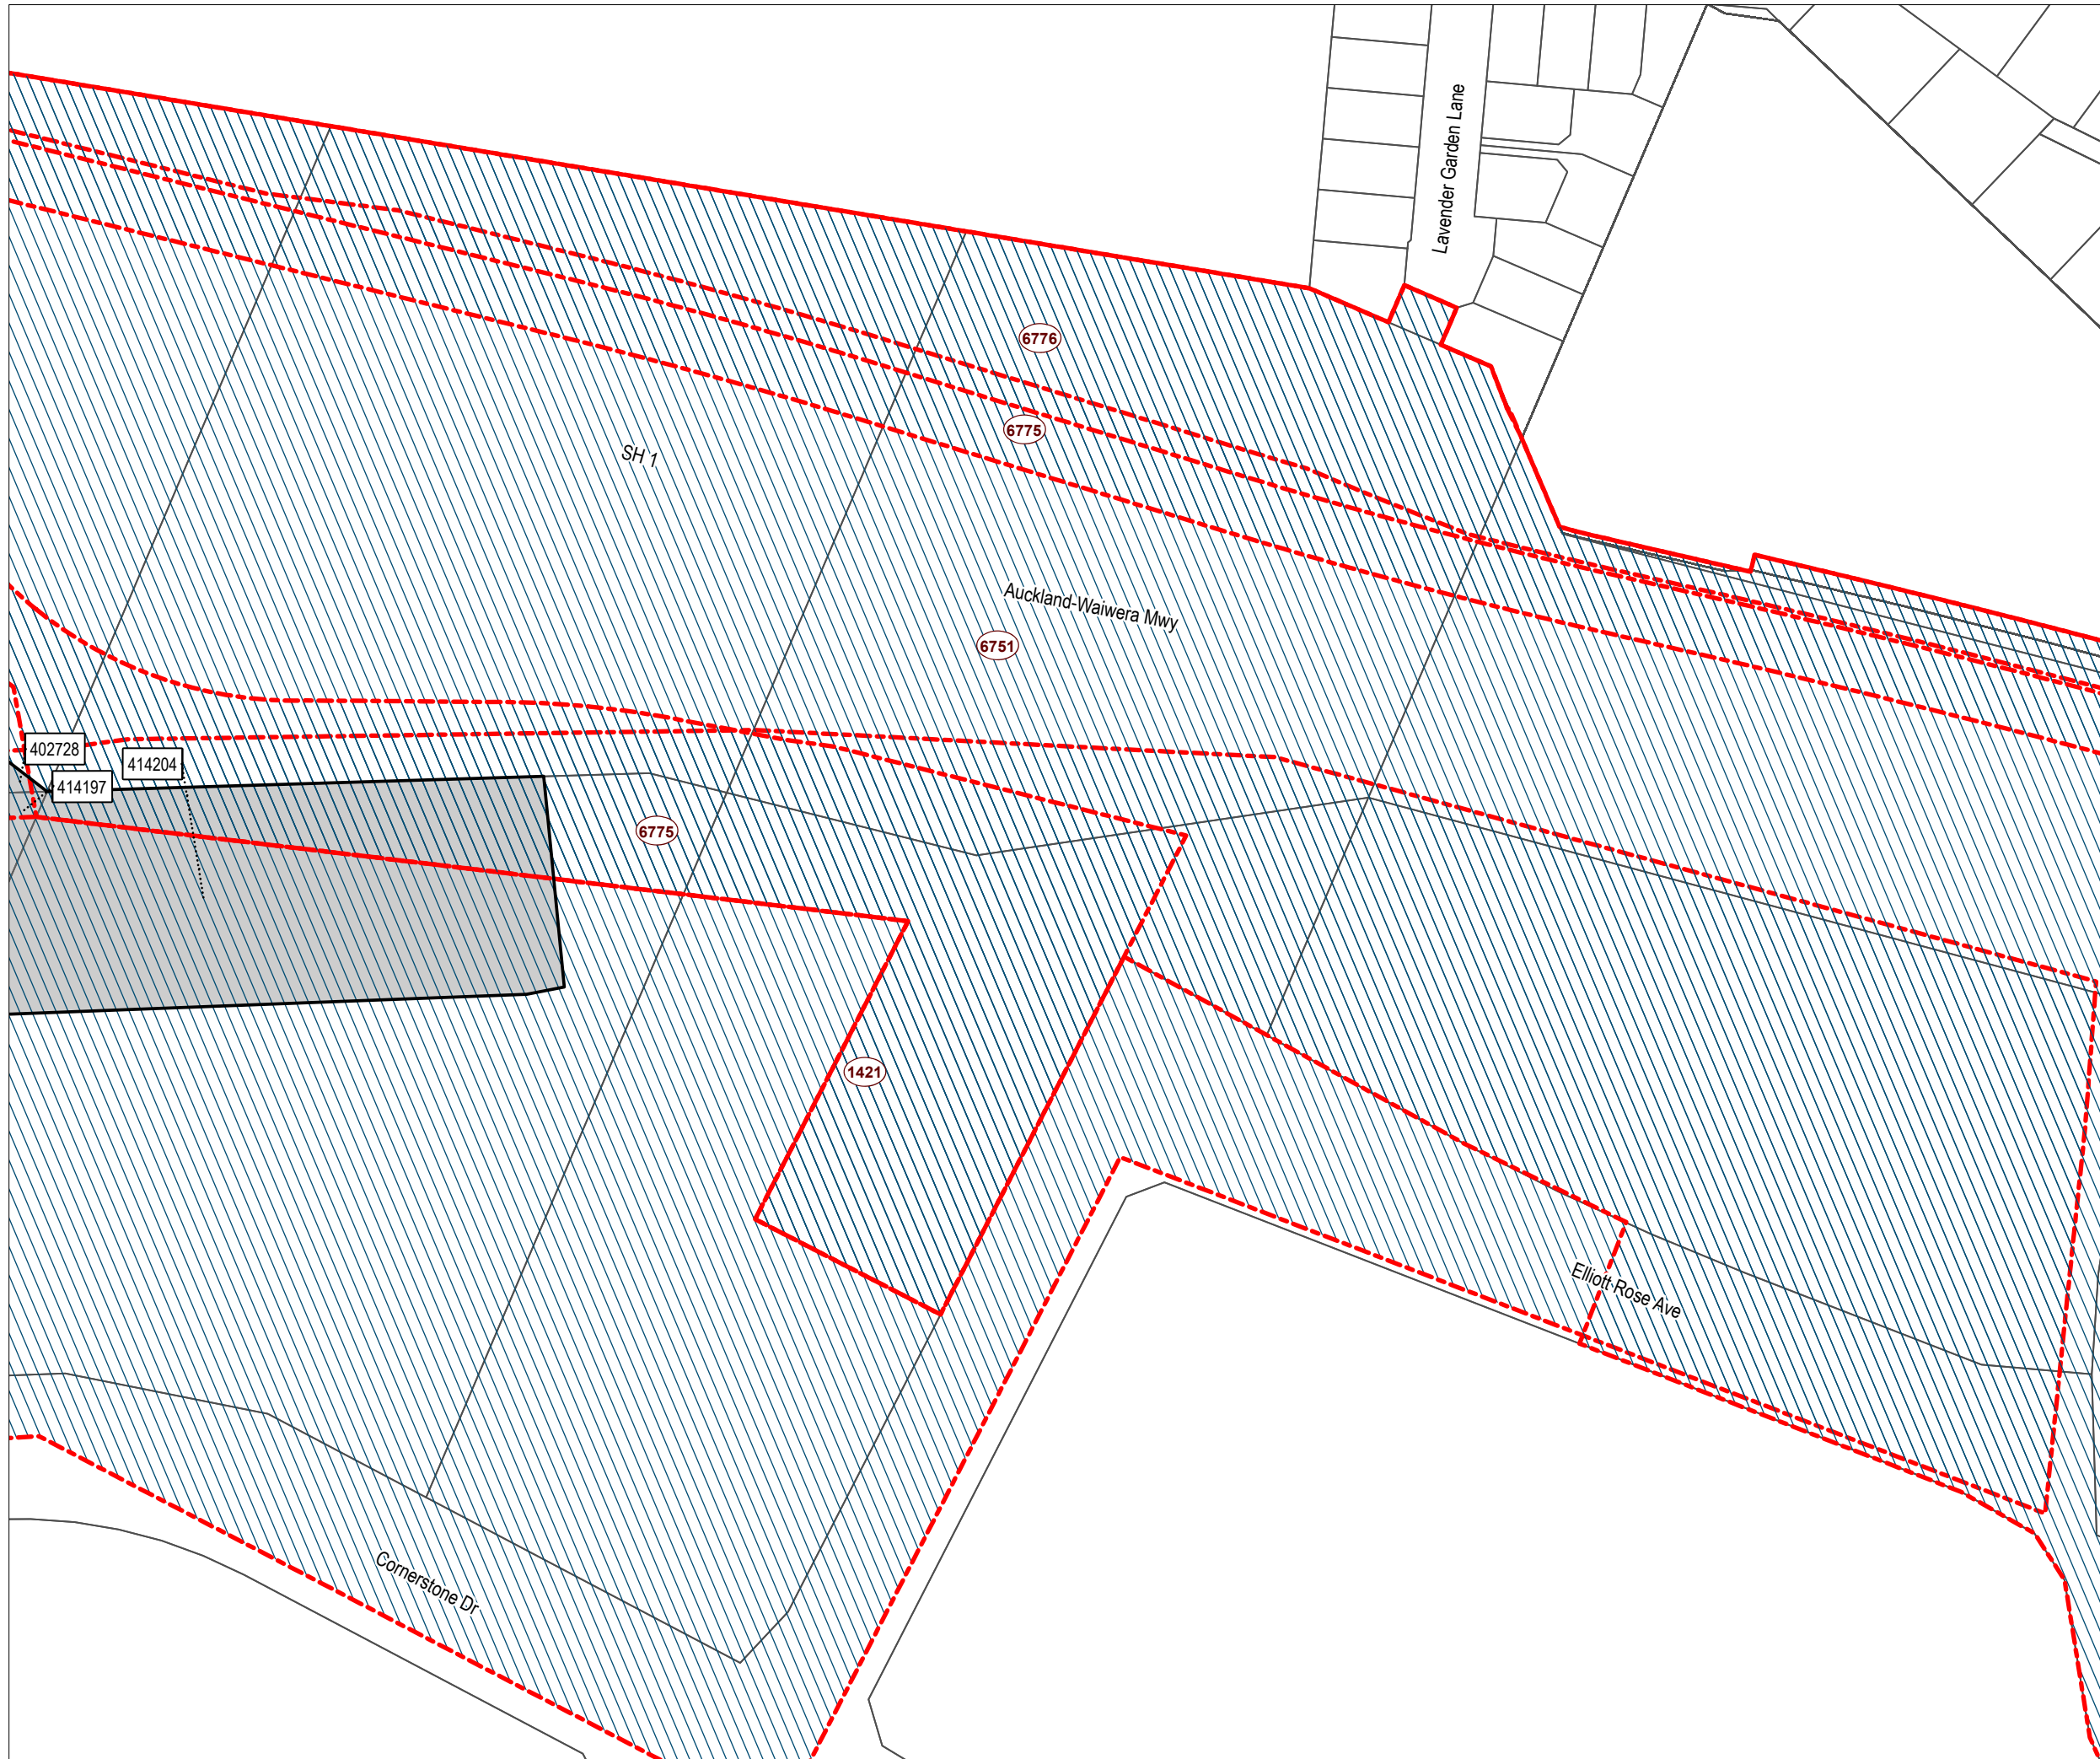 Lavender Garden Lane
6776
6775
SH 1
Auckland-Waiwera Mwy
6751
402728
414204
414197
6775
1421
Elliott Rose Ave
Cornerstone Dr